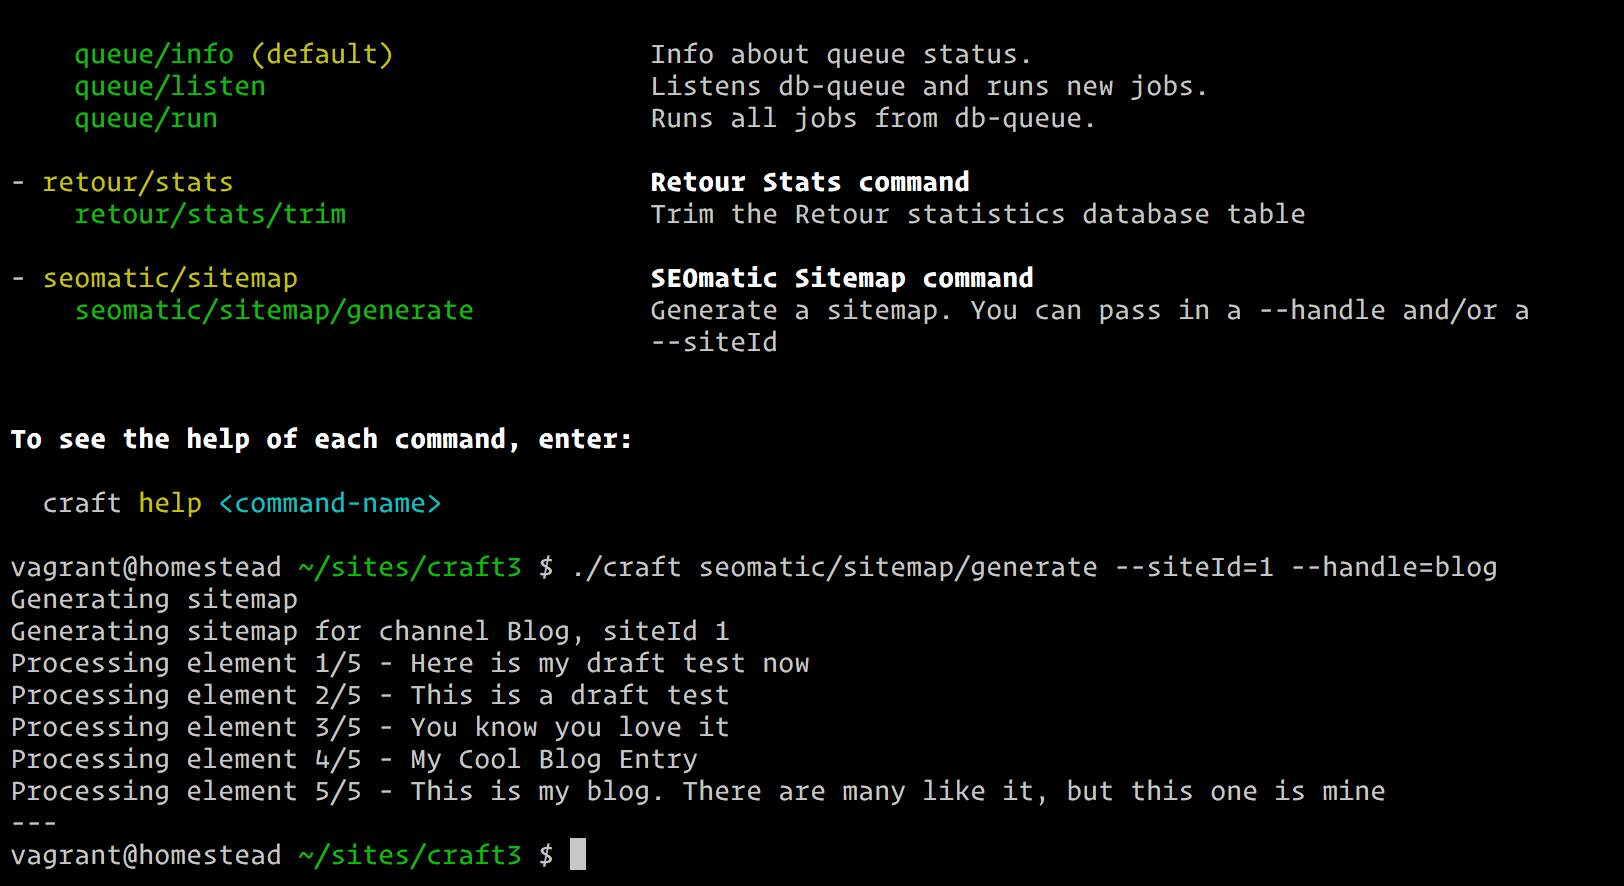 queue/info (default) Info about queue status.
queue/listen Listens db-queue and runs new jobs.
queue/run Runs all jobs from db-queue.
- retour/stats Retour Stats command
retour/stats/trim Trim the Retour statistics database table
- seomatic/sitemap SEOmatic Sitemap command
seomatic/sitemap/generate Generate a sitemap. You can pass in a --handle and/or a
--siteId
To see the help of each command, enter:
craft help <command-name>
vagrant@homestead ~/sites/craft3 $ ./craft seomatic/sitemap/generate --siteId=1 --handle=blog
Generating sitemap
Generating sitemap for channel Blog, siteId 1
Processing element 1/5 - Here is my draft test now
Processing element 2/5 - This is a draft test
Processing element 3/5 - You know you love it
Processing element 4/5 - My Cool Blog Entry
Processing element 5/5 - This is my blog. There are many like it, but this one is mine
---
vagrant@homestead ~/sites/craft3 $